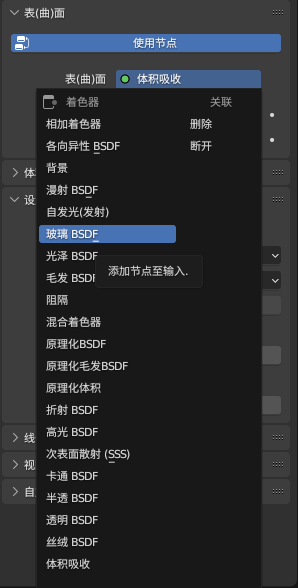 表(曲)面
使用节点
表(曲)面 体积吸收
着色器 关联
相加着色器 删除
各向异性 BSDF 断开
体
背景
漫射 BSDF
设
自发光(发射)
玻璃 BSDF
光泽 BSDF
添加节点至输入.
毛发 BSDF
阻隔
混合着色器
原理化BSDF
原理化毛发BSDF
原理化体积
折射 BSDF
高光 BSDF
线
次表面散射 (SSS)
视
卡通 BSDF
自
半透 BSDF
透明 BSDF
丝绒 BSDF
体积吸收